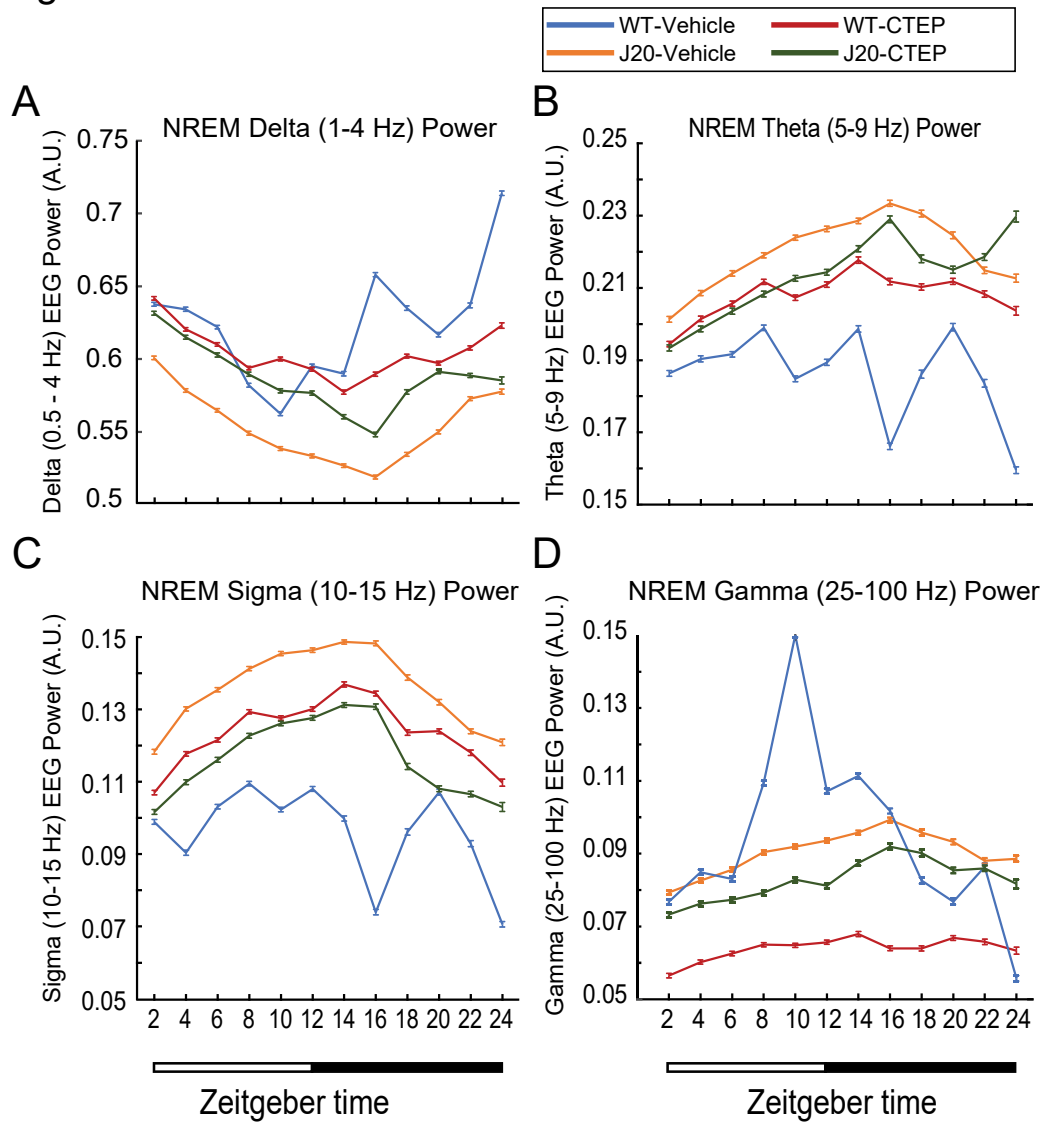 WT-Vehicle WT-CTEP
J20-Vehicle J20-CTEP
A
NREM Delta (1-4 Hz) Power
Delta (0.5 - 4 Hz) EEG Power (A.U.)
0.75
0.7
0.65
0.6
0.55
0.5
B
NREM Theta (5-9 Hz) Power
Theta (5-9 Hz) EEG Power (A.U.)
0.25
0.23
0.21
0.19
0.17
0.15
C
NREM Sigma (10-15 Hz) Power
Sigma (10-15 Hz) EEG Power (A.U.)
0.15
0.13
0.11
0.09
0.07
0.05
2 4 6 8 10 12 14 16 18 20 22 24
Zeitgeber time
D
NREM Gamma (25-100 Hz) Power
Gamma (25-100 Hz) EEG Power (A.U.)
0.15
0.13
0.11
0.09
0.07
0.05
2 4 6 8 10 12 14 16 18 20 22 24
Zeitgeber time